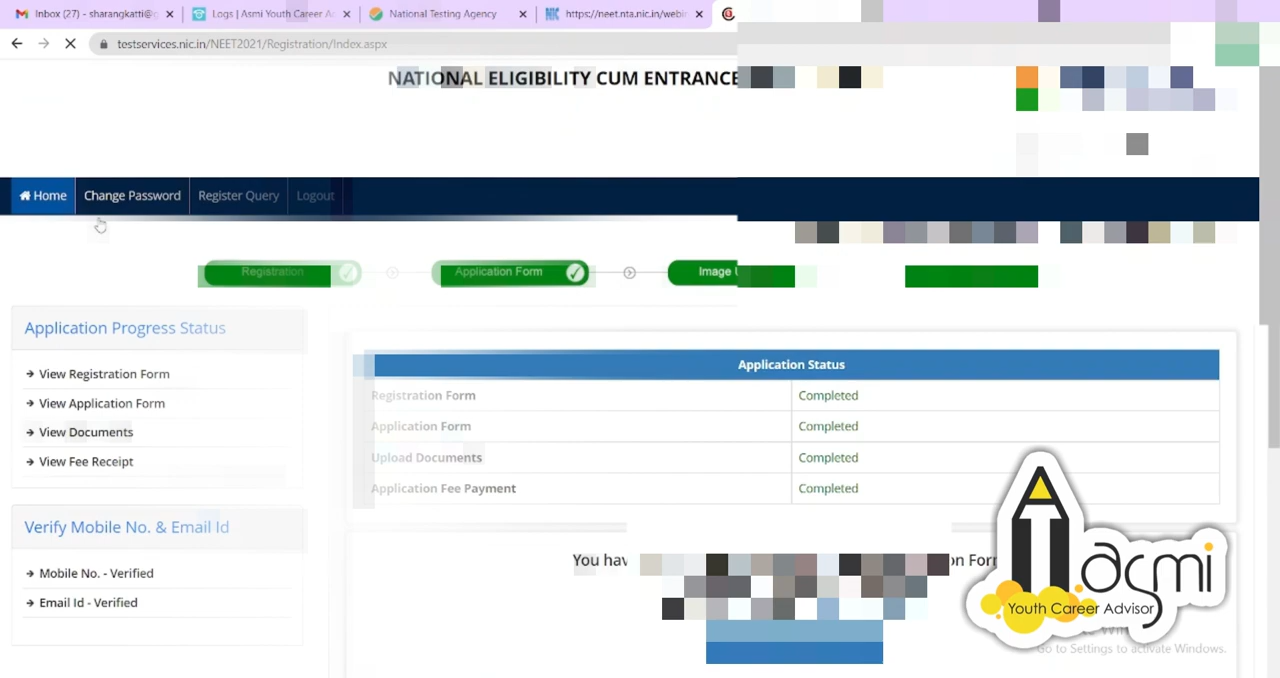 Inbox (27) - sharangkatti@g
Logs | Asmi Youth Career A
National Testing Agency
https://neet.nta.nic.in/webi
testservices.nic.in/NEET2021/Registration/Index.aspx
NATIONAL ELIGIBILITY CUM ENTRANCE
Home
Change Password
Register Query
Logout
Registration
Application Form
Image
Application Progress Status
View Registration Form
View Application Form
View Documents
View Fee Receipt
Verify Mobile No. & Email Id
Mobile No. - Verified
Email Id - Verified
Application Status
Registration Form Completed
Application Form Completed
Upload Documents Completed
Application Fee Payment Completed
You
asmi
Youth Career Advisor
Go to Settings to activate Windows.